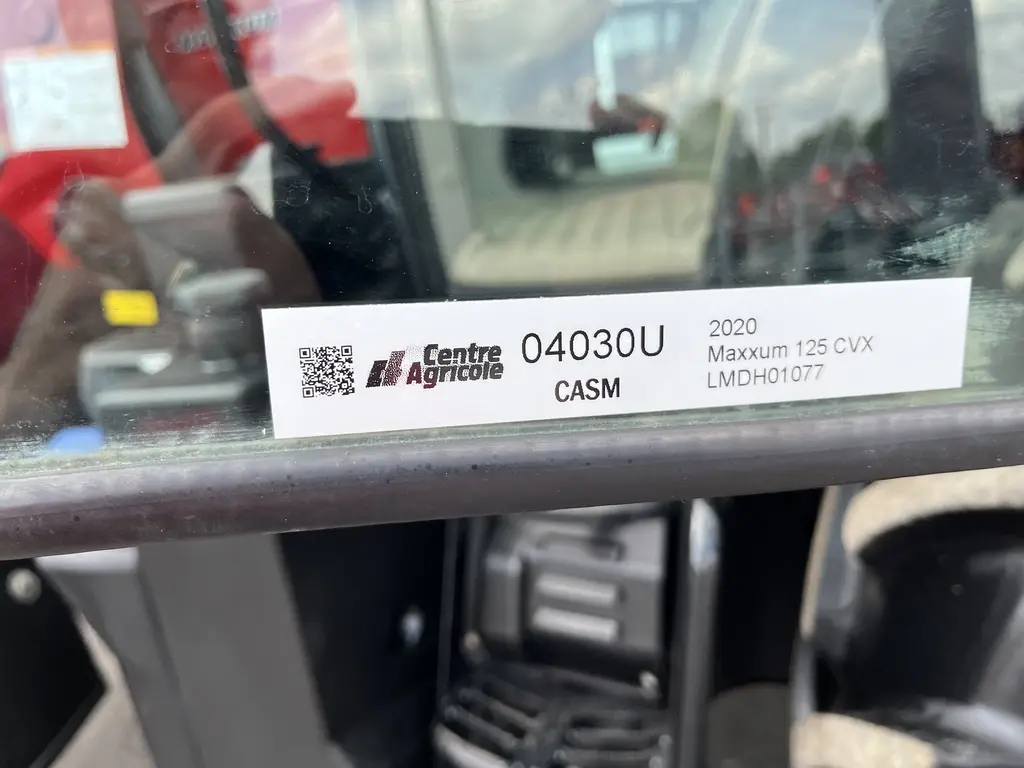 Centre
Agricole
04030U
CASM
2020
Maxxum 125 CVX
LMDH01077